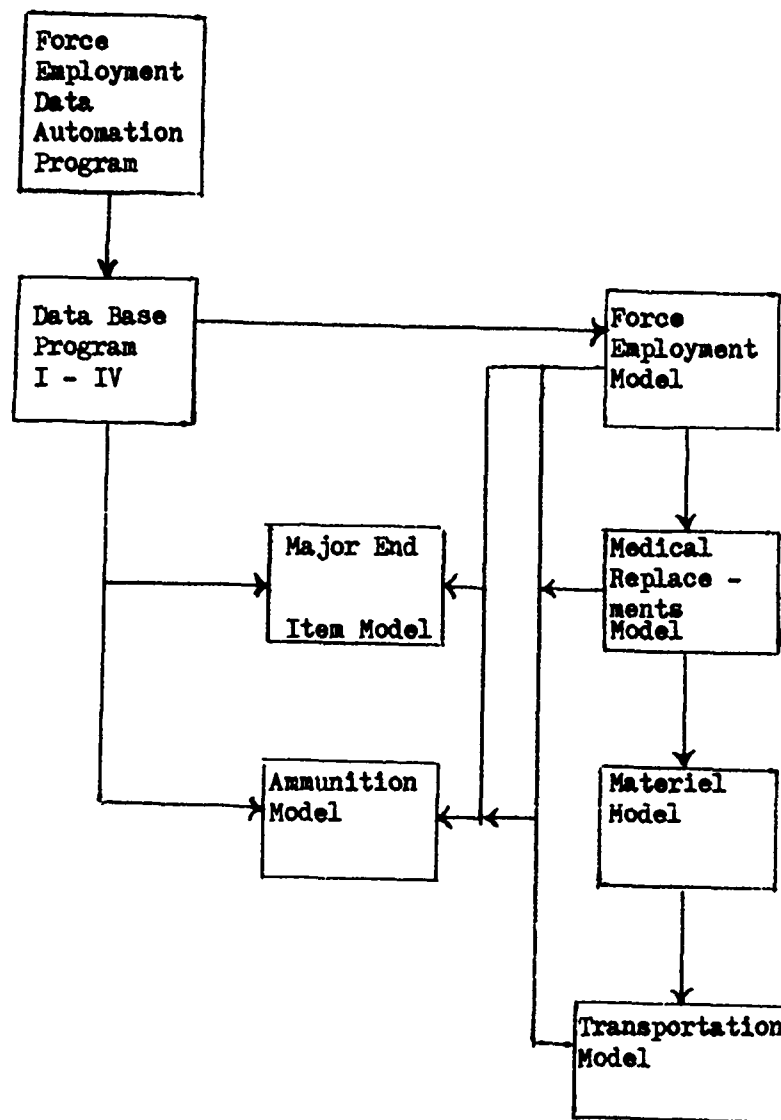 Force
Employment
Data
Automation
Program
Data Base
Program
I - IV
Force
Employment
Model
Major End
Item Model
Medical
Replace -
ments
Model
Ammunition
Model
Materiel
Model
Transportation
Model